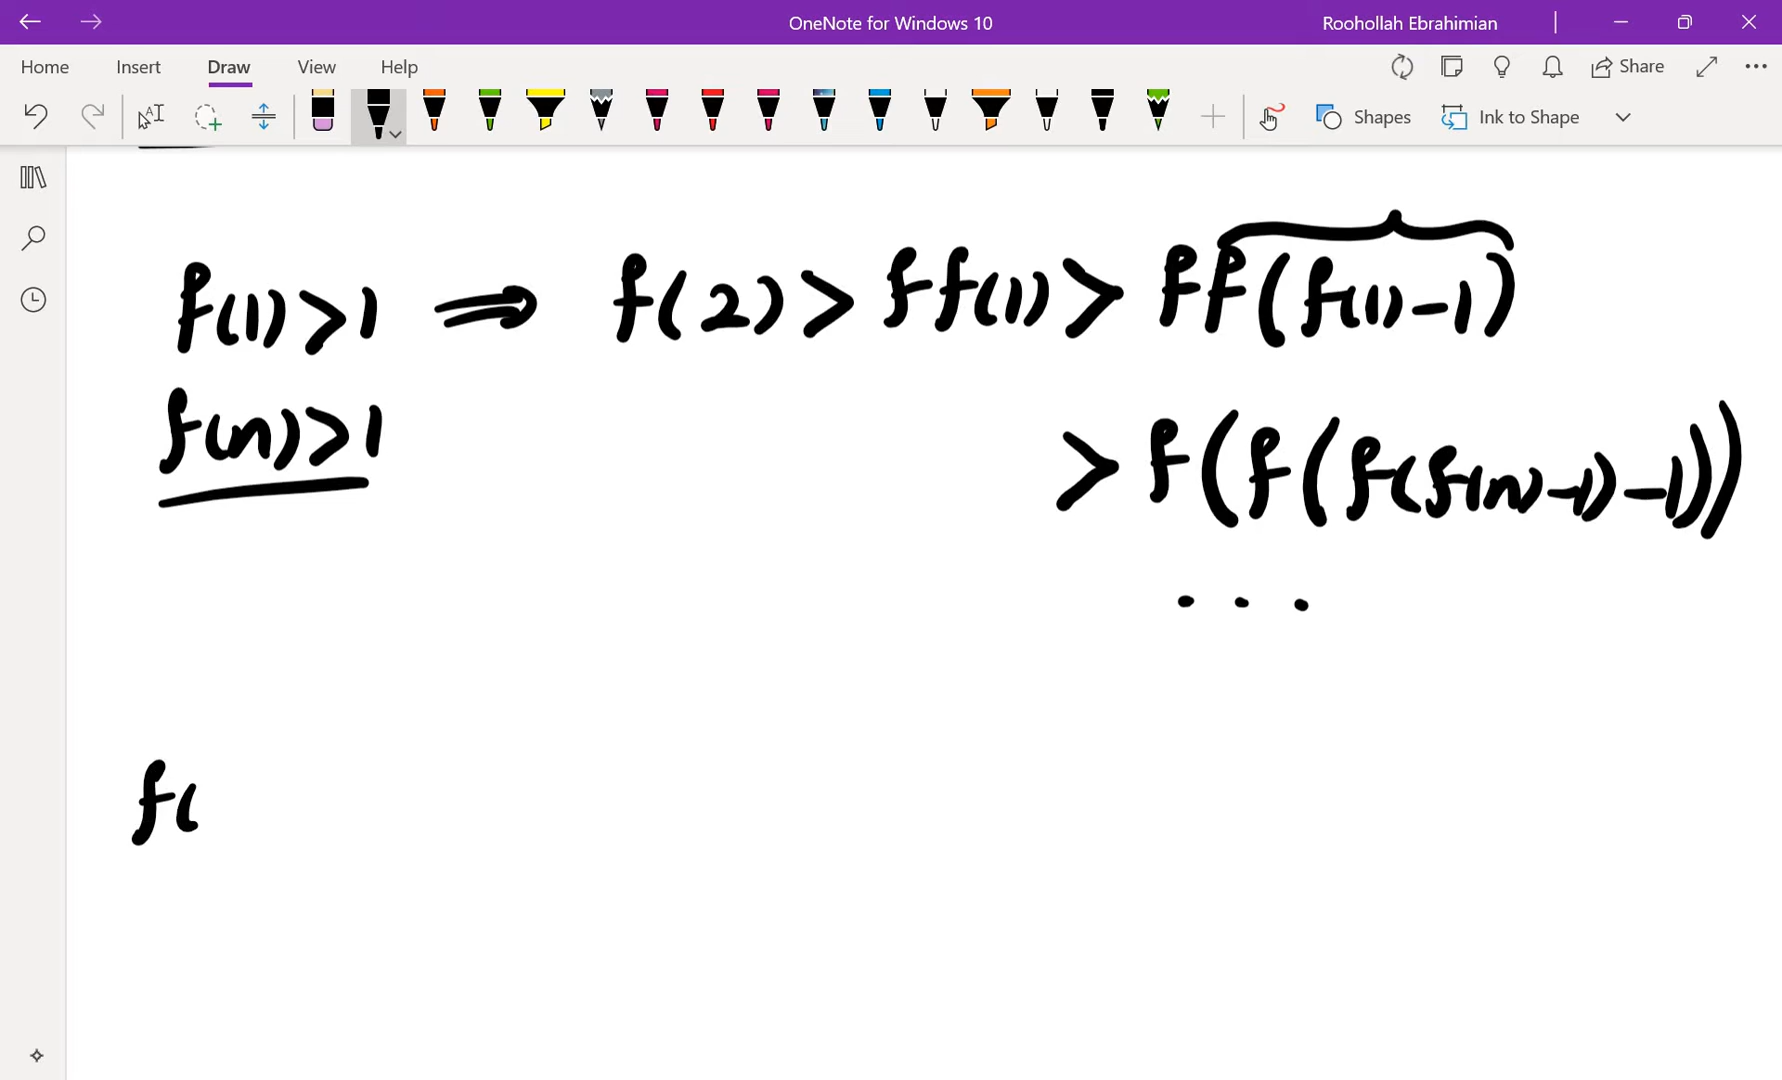 OneNote for Windows 10
Roohollah Ebrahimian
Home Insert Draw View Help
Share
Shapes
Ink to Shape
f(1)>1 ⇒ f(2) > ff(1) > ff(f(1)-1)
f(n)>1
> f(f(f(f(n)-1)-1))
. . .
f(